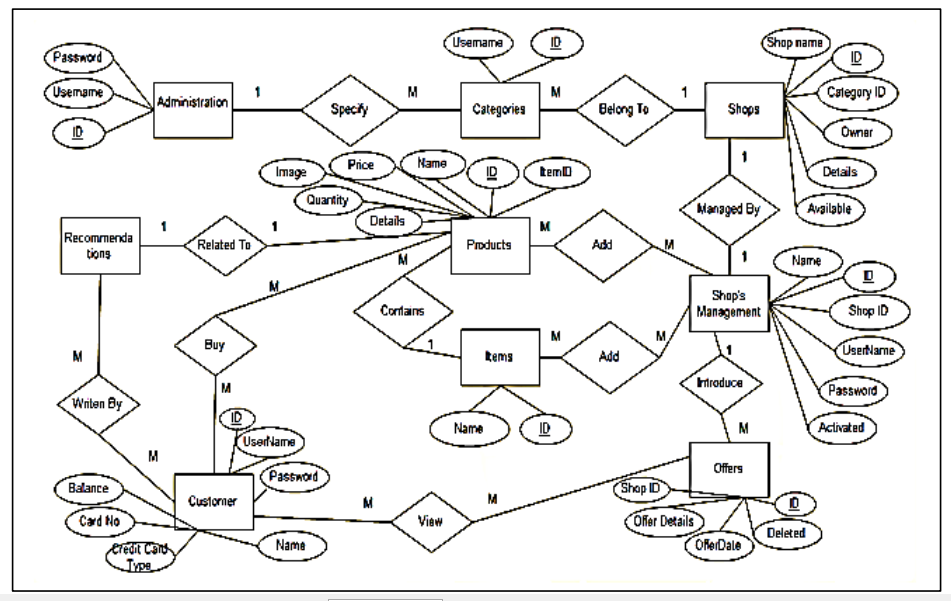 Password
Username
ID
Administration
1
Specify
M
Username
ID
Categories
M
Belong To
1
Shop name
ID
Category ID
Owner
Details
Available
Shops
1
Managed By
1
Image
Price
Name
ID
ItemID
Quantity
Details
Products
Recommenda
tions
1
Related To
1
M
Add
M
M
Contains
1
Items
M
Add
M
Name
ID
Shop's
Management
Name
ID
Shop ID
UserName
Password
Activated
1
Introduce
M
Offers
Shop ID
Offer Details
OfferDate
Deleted
ID
M
Buy
M
M
Writen By
M
Customer
ID
UserName
Password
Balance
Card No
Credit Card
Type
Name
M
View
M